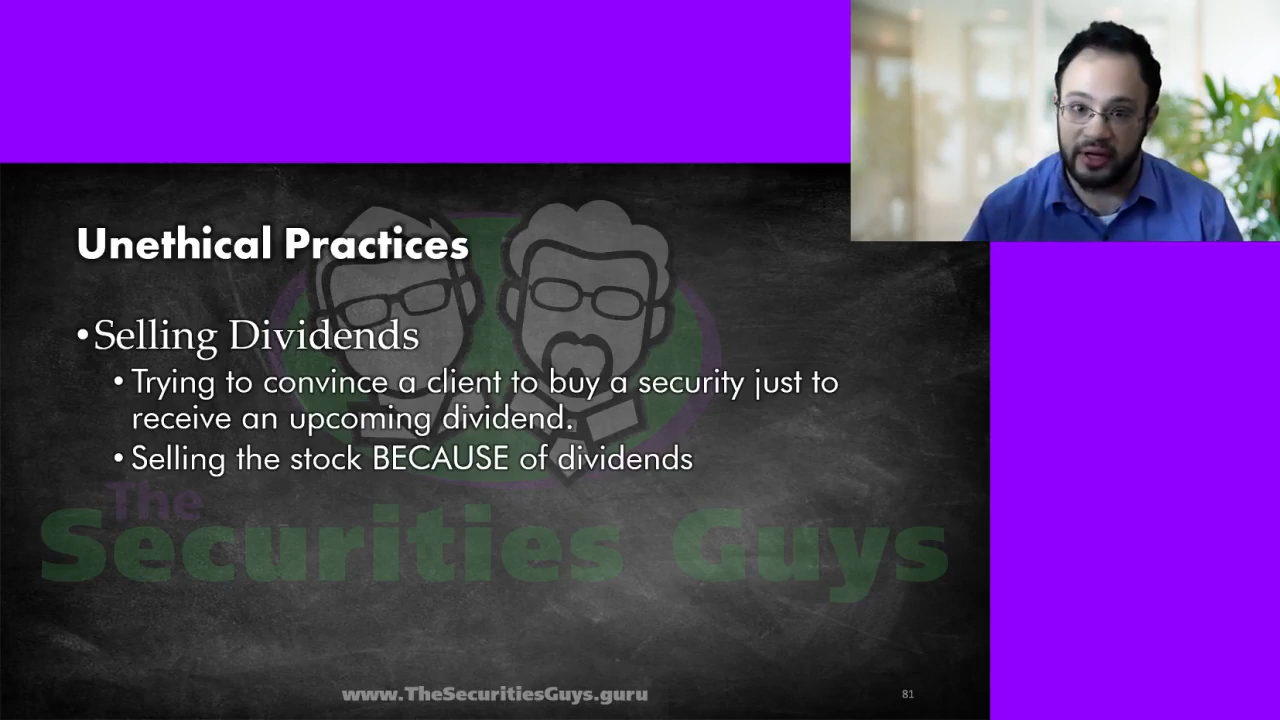 Unethical Practices
•Selling Dividends
• Trying to convince a client to buy a security just to
receive an upcoming dividend.
• Selling the stock BECAUSE of dividends
The
Securities Guys
www.TheSecuritiesGuys.guru
81